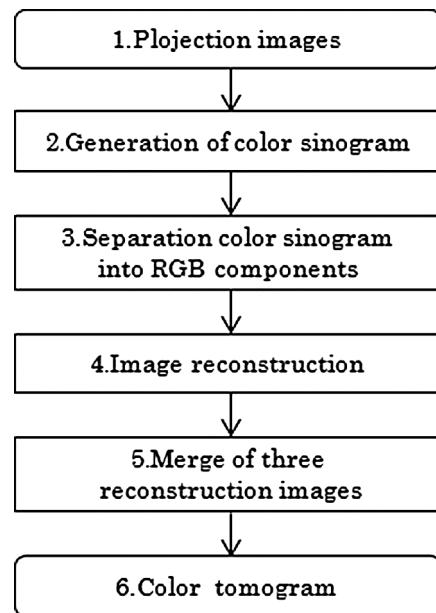 1.Plojection images
2.Generation of color sinogram
3.Separation color sinogram
into RGB components
4.Image reconstruction
5.Merge of three
reconstruction images
6.Color tomogram